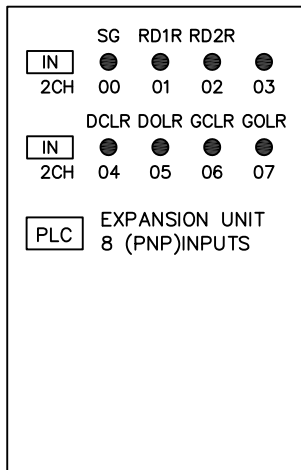 SG RD1R RD2R
IN
2CH 00 01 02 03
DCLR DOLR GCLR GOLR
IN
2CH 04 05 06 07
PLC EXPANSION UNIT
8 (PNP)INPUTS